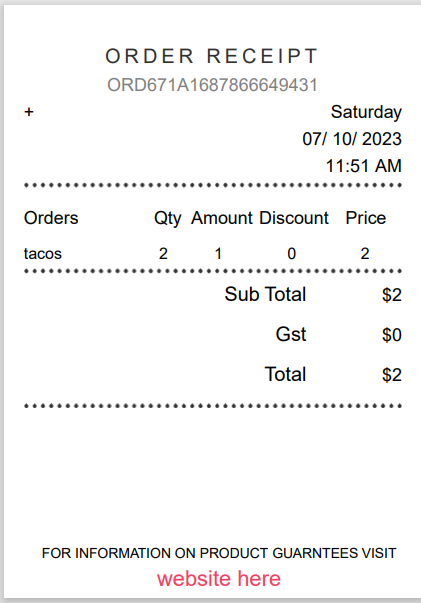 ORDER RECEIPT
ORD671A1687866649431
+ Saturday
07/ 10/ 2023
11:51 AM
Orders Qty Amount Discount Price
tacos 2 1 0 2
Sub Total $2
Gst $0
Total $2
FOR INFORMATION ON PRODUCT GUARNTEES VISIT
website here